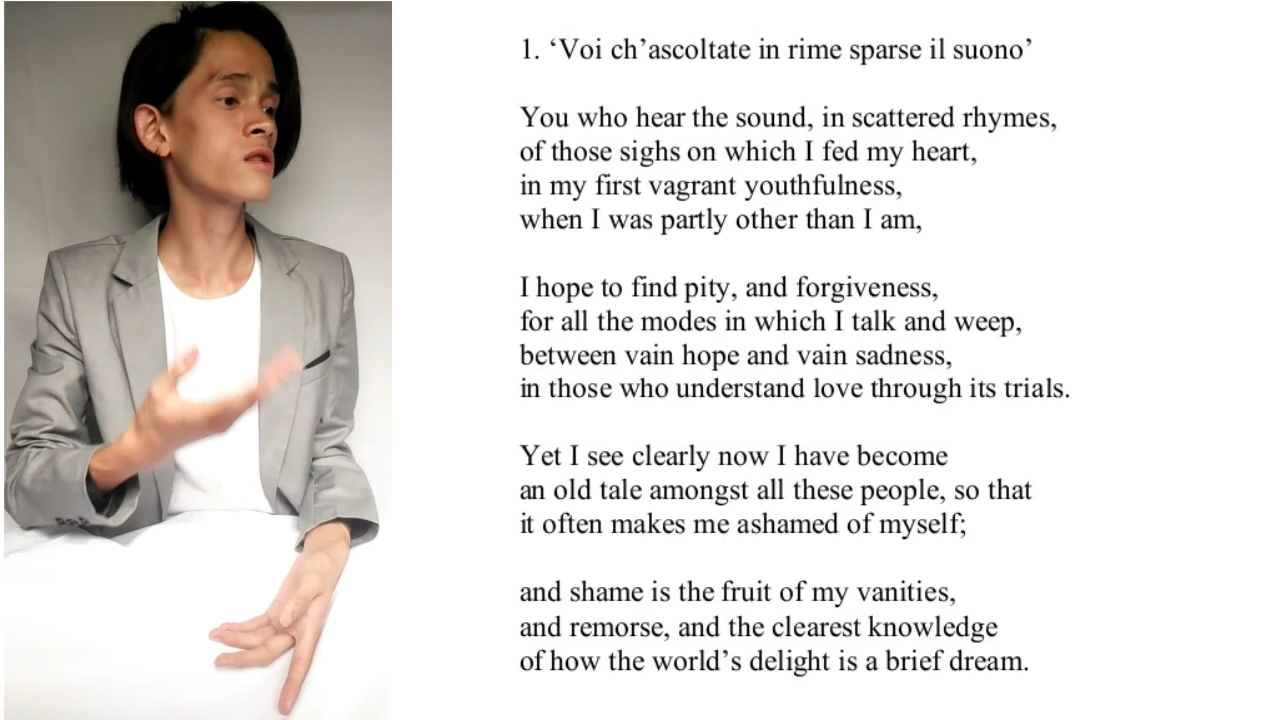 1. ‘Voi ch’ascoltate in rime sparse il suono’
You who hear the sound, in scattered rhymes,
of those sighs on which I fed my heart,
in my first vagrant youthfulness,
when I was partly other than I am,
I hope to find pity, and forgiveness,
for all the modes in which I talk and weep,
between vain hope and vain sadness,
in those who understand love through its trials.
Yet I see clearly now I have become
an old tale amongst all these people, so that
it often makes me ashamed of myself;
and shame is the fruit of my vanities,
and remorse, and the clearest knowledge
of how the world’s delight is a brief dream.